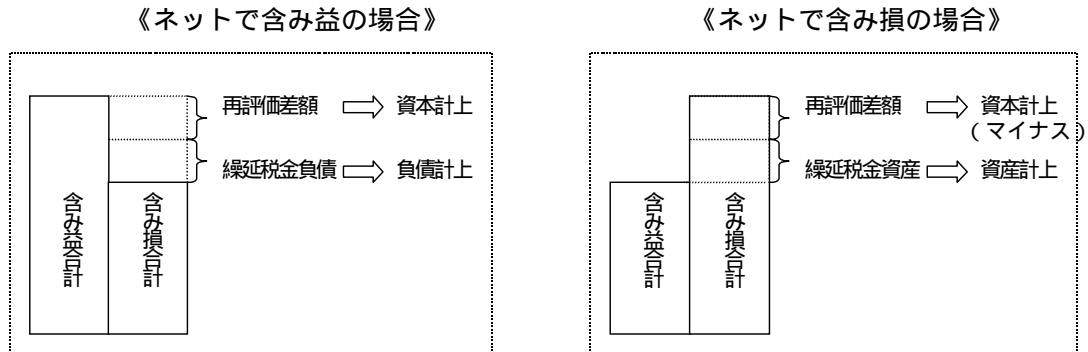 《ネットで含み益の場合》
再評価差額 資本計上
繰延税金負債 負債計上
含み益合計
含み損合計
《ネットで含み損の場合》
再評価差額 資本計上
(マイナス)
繰延税金資産 資産計上
含み益合計
含み損合計